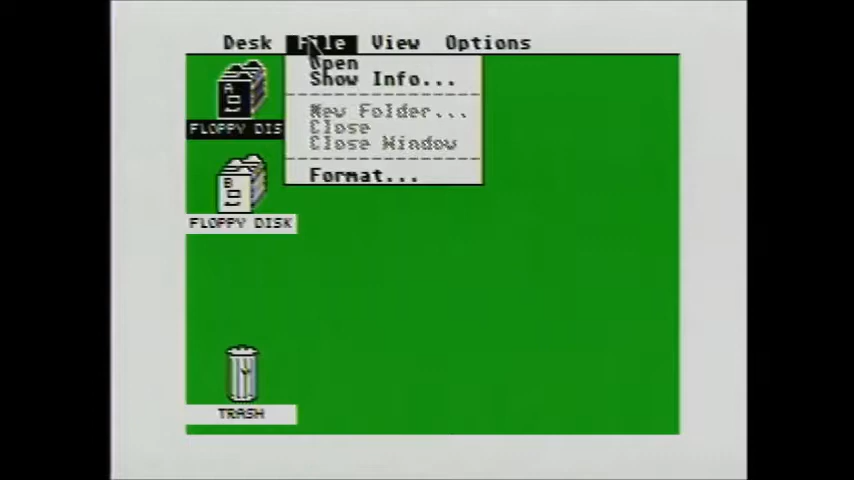 Desk File View Options
Open
Show Info...
New Folder...
Close
Close Window
Format...
A
FLOPPY DIS
B
FLOPPY DISK
TRASH